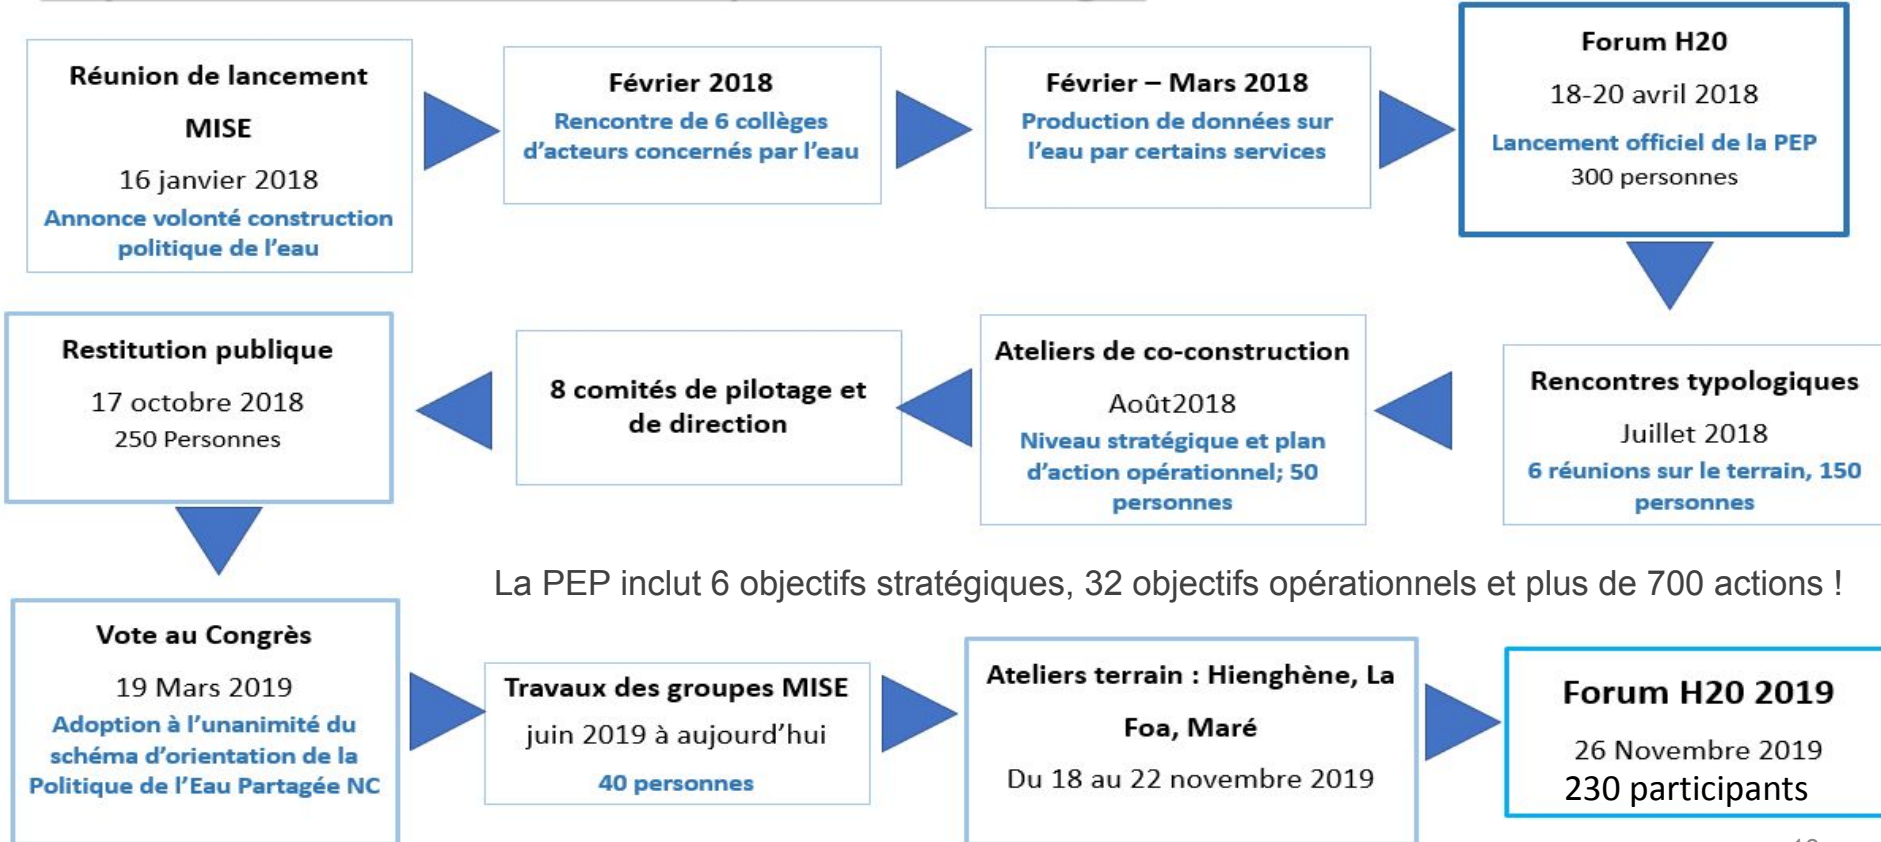 Réunion de lancement
MISE
16 janvier 2018
Annonce volonté construction
politique de l'eau
Février 2018
Rencontre de 6 collèges
d'acteurs concernés par l'eau
Février – Mars 2018
Production de données sur
l'eau par certains services
Forum H20
18-20 avril 2018
Lancement officiel de la PEP
300 personnes
Rencontres typologiques
Juillet 2018
6 réunions sur le terrain, 150
personnes
Ateliers de co-construction
Août2018
Niveau stratégique et plan
d'action opérationnel; 50
personnes
8 comités de pilotage et
de direction
Restitution publique
17 octobre 2018
250 Personnes
La PEP inclut 6 objectifs stratégiques, 32 objectifs opérationnels et plus de 700 actions !
Vote au Congrès
19 Mars 2019
Adoption à l'unanimité du
schéma d'orientation de la
Politique de l'Eau Partagée NC
Travaux des groupes MISE
juin 2019 à aujourd'hui
40 personnes
Ateliers terrain : Hienghène, La
Foa, Maré
Du 18 au 22 novembre 2019
Forum H20 2019
26 Novembre 2019
230 participants